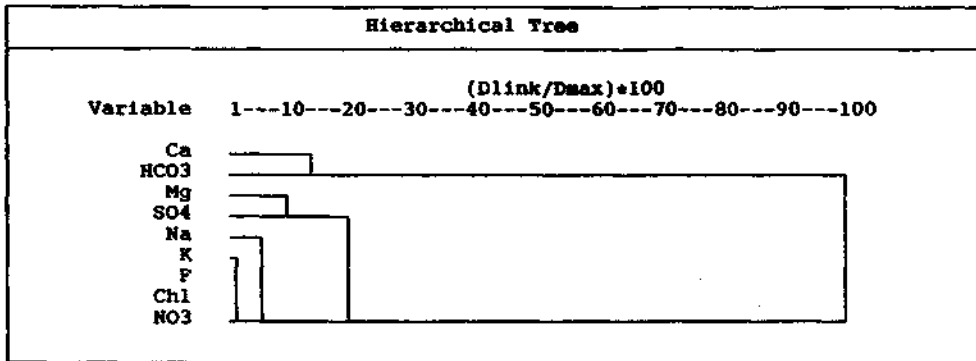 Hierarchical Tree
(Dlink/Dmax)*100
Variable 1---10---20---30---40---50---60---70---80---90---100
Ca
HCO3
Mg
SO4
Na
K
F
Chl
NO3